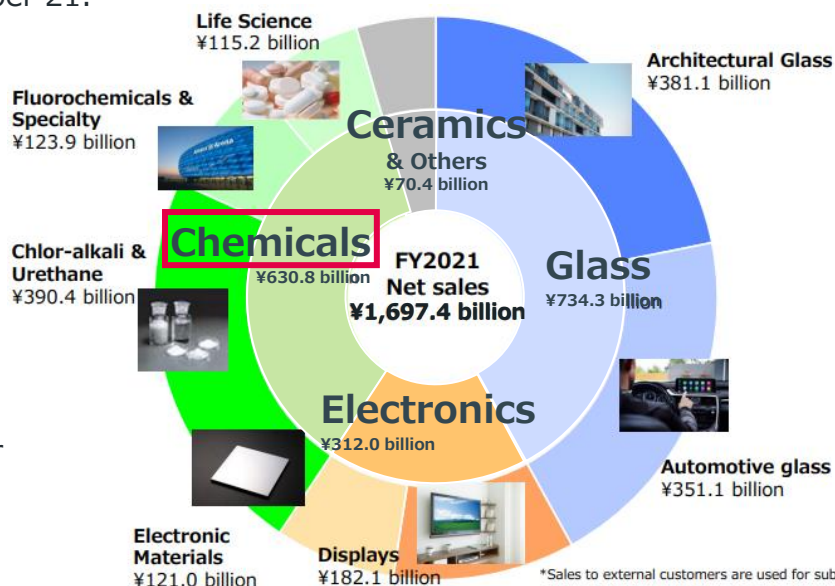 Life Science
¥115.2 billion
Architectural Glass
¥381.1 billion
Fluorochemicals &
Specialty
¥123.9 billion
Ceramics
& Others
¥70.4 billion
Chemicals
¥630.8 billion
Chlor-alkali &
Urethane
¥390.4 billion
FY2021
Net sales
¥1,697.4 billion
Glass
¥734.3 billion
Electronics
¥312.0 billion
Automotive glass
¥351.1 billion
Electronic
Materials
¥121.0 billion
Displays
¥182.1 billion
*Sales to external customers are used for sub